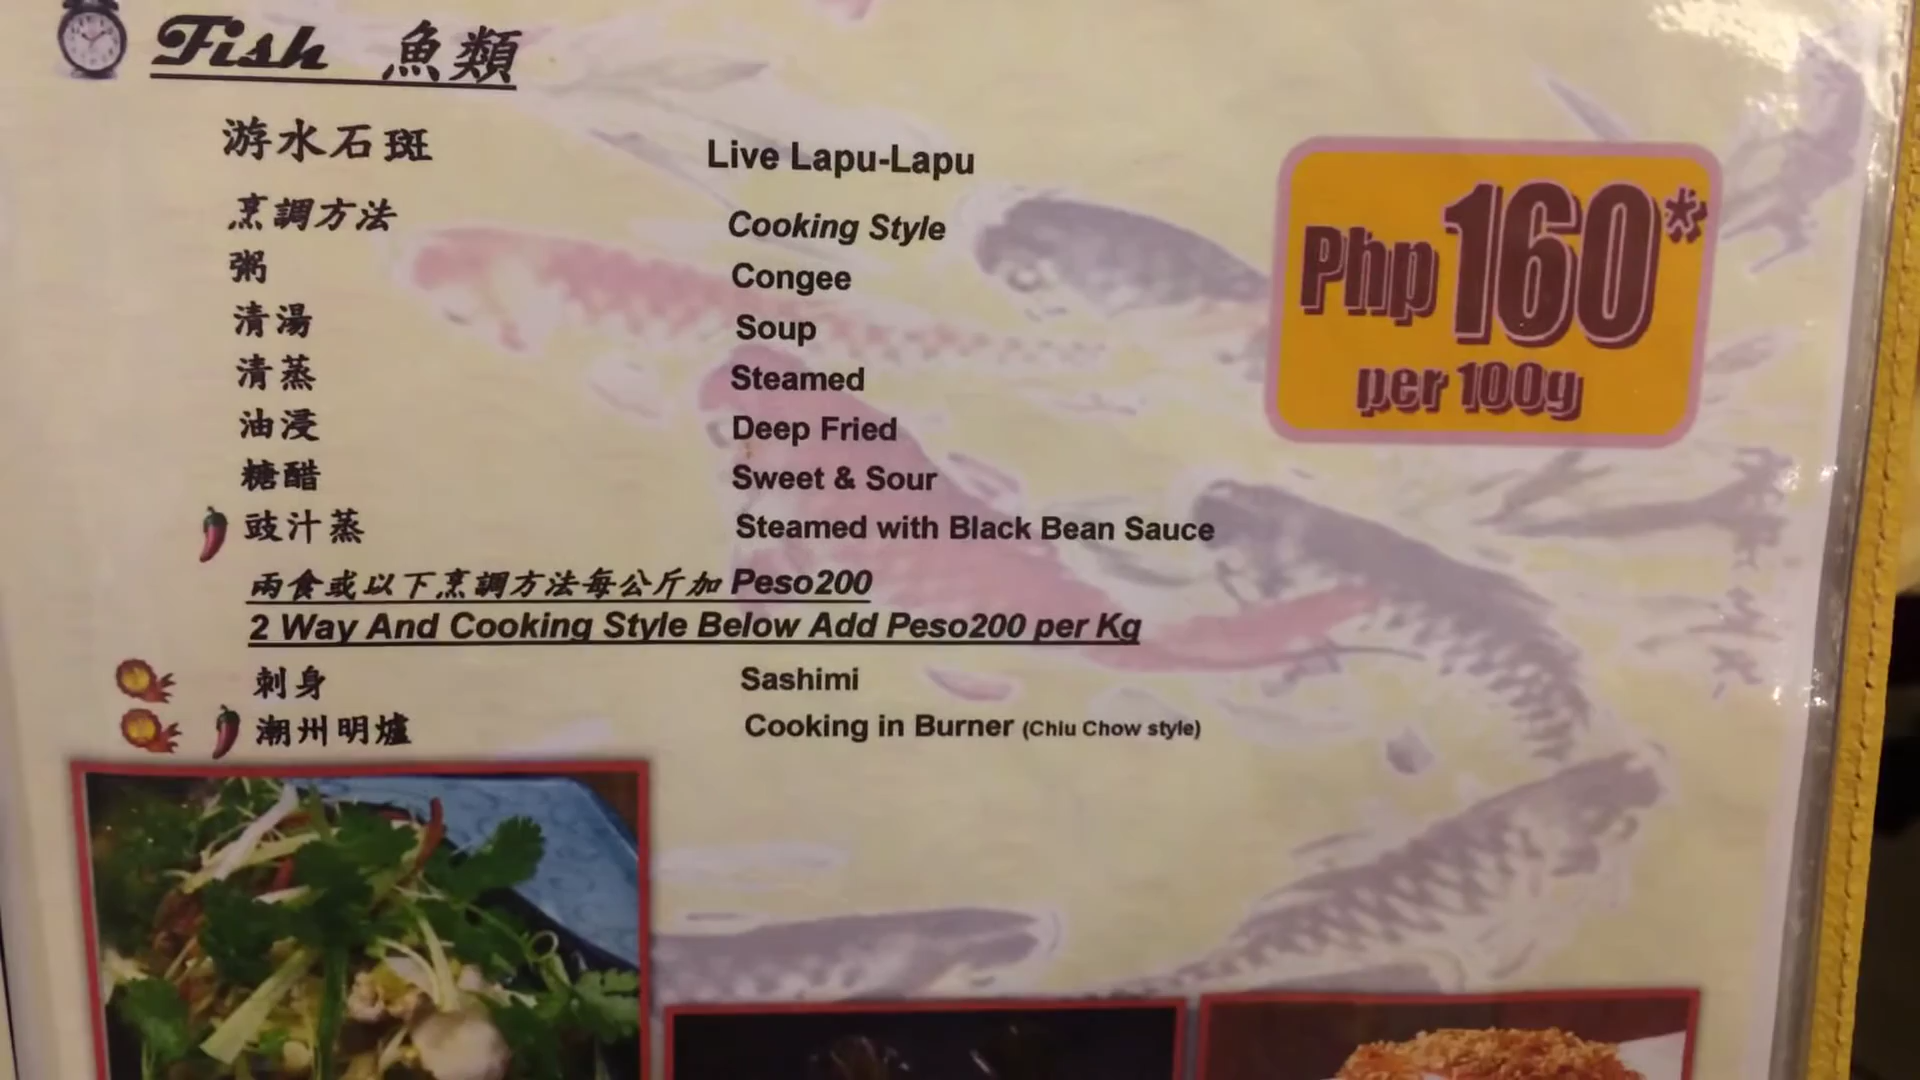 Fish 魚類
游水石斑 Live Lapu-Lapu
Php 160*
per 100g
烹調方法 Cooking Style
粥 Congee
清湯 Soup
清蒸 Steamed
油浸 Deep Fried
糖醋 Sweet & Sour
豉汁蒸 Steamed with Black Bean Sauce
兩食或以下烹調方法每公斤加 Peso200
2 Way And Cooking Style Below Add Peso200 per Kg
刺身 Sashimi
潮州明爐 Cooking in Burner (Chiu Chow style)